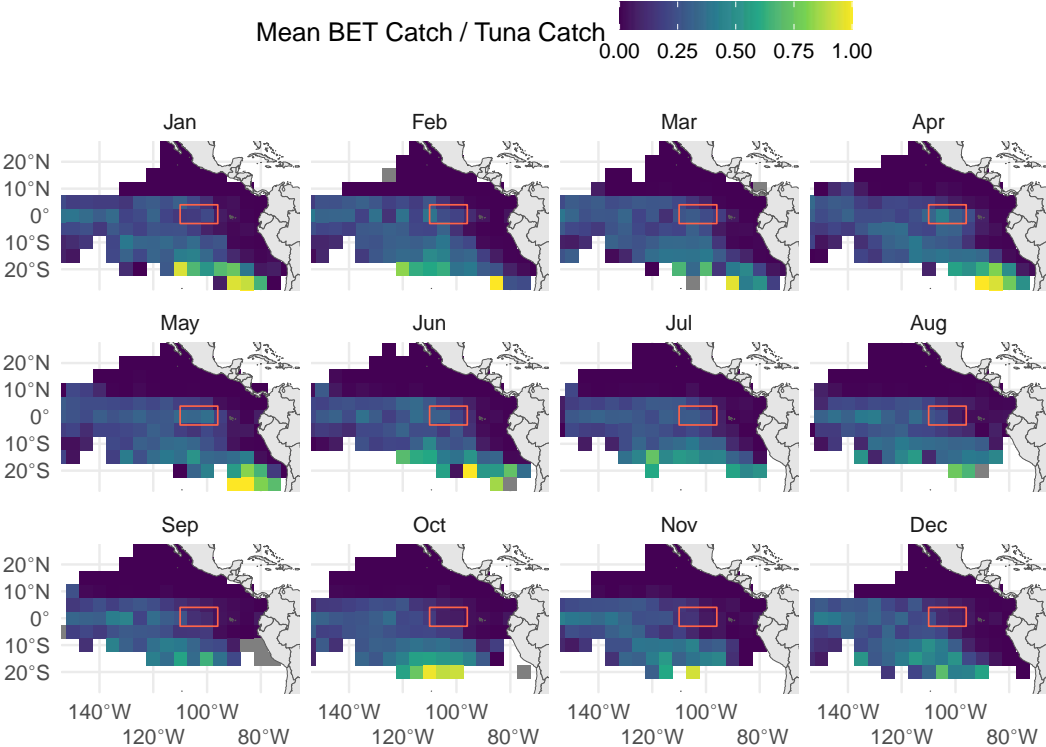 Mean BET Catch / Tuna Catch
0.00 0.25 0.50 0.75 1.00
Jan Feb Mar Apr
20°N
10°N
0°
10°S
20°S
May Jun Jul Aug
20°N
10°N
0°
10°S
20°S
Sep Oct Nov Dec
20°N
10°N
0°
10°S
20°S
140°W 100°W 140°W 100°W 140°W 100°W 140°W 100°W
120°W 80°W 120°W 80°W 120°W 80°W 120°W 80°W